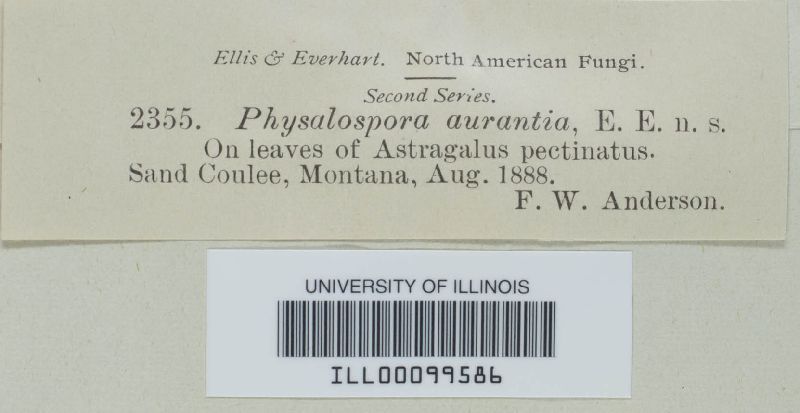 Ellis & Everhart. North American Fungi.
Second Series.
2355. Physalospora aurantia, E. E. n. s.
On leaves of Astragalus pectinatus.
Sand Coulee, Montana, Aug. 1888.
F. W. Anderson.
UNIVERSITY OF ILLINOIS
ILL00099586